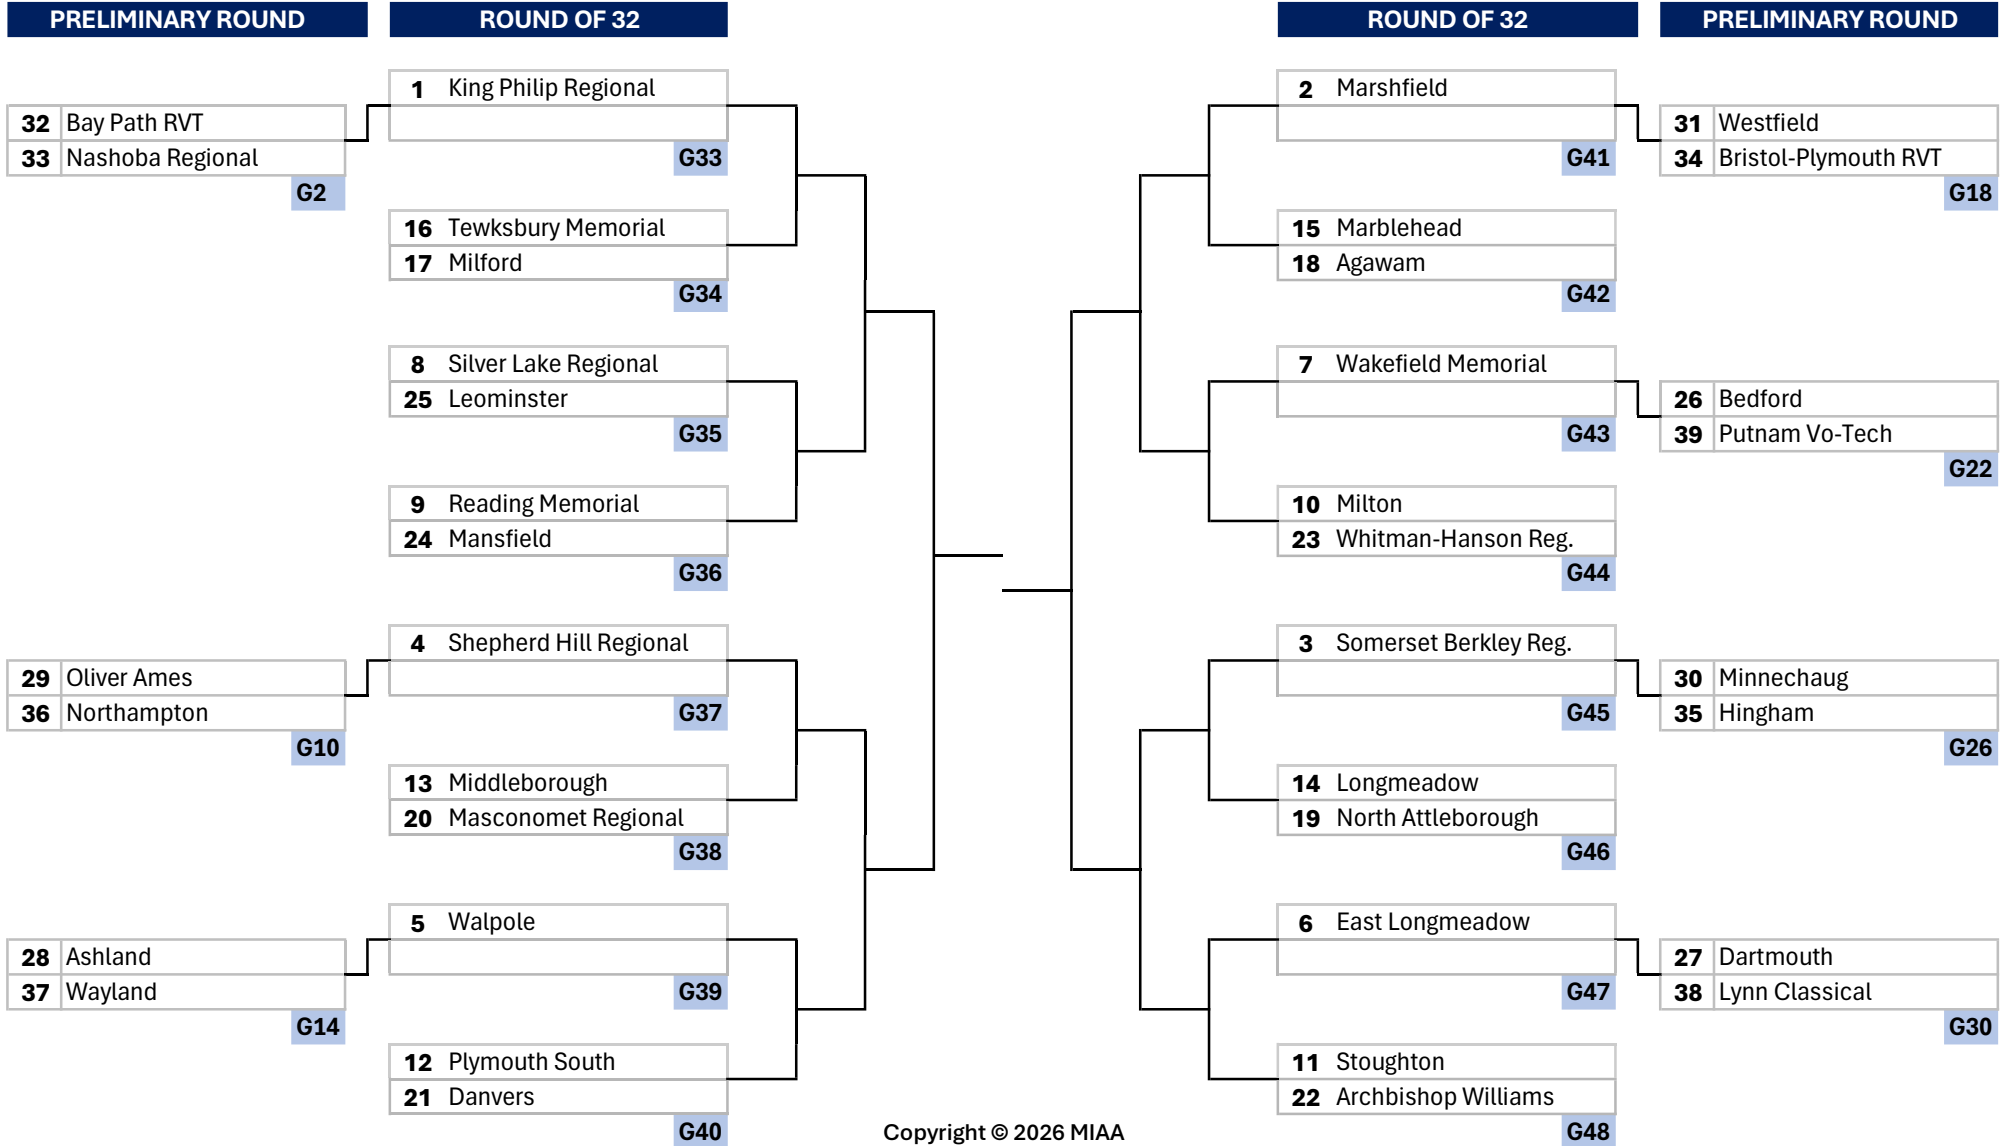 PRELIMINARY ROUND
ROUND OF 32
ROUND OF 32
PRELIMINARY ROUND
32 Bay Path RVT
33 Nashoba Regional
G2
29 Oliver Ames
36 Northampton
G10
28 Ashland
37 Wayland
G14
1 King Philip Regional
G33
16 Tewksbury Memorial
17 Milford
G34
8 Silver Lake Regional
25 Leominster
G35
9 Reading Memorial
24 Mansfield
G36
4 Shepherd Hill Regional
G37
13 Middleborough
20 Masconomet Regional
G38
5 Walpole
G39
12 Plymouth South
21 Danvers
G40
2 Marshfield
G41
15 Marblehead
18 Agawam
G42
7 Wakefield Memorial
G43
10 Milton
23 Whitman-Hanson Reg.
G44
3 Somerset Berkley Reg.
G45
14 Longmeadow
19 North Attleborough
G46
6 East Longmeadow
G47
11 Stoughton
22 Archbishop Williams
G48
31 Westfield
34 Bristol-Plymouth RVT
G18
26 Bedford
39 Putnam Vo-Tech
G22
30 Minnechaug
35 Hingham
G26
27 Dartmouth
38 Lynn Classical
G30
Copyright © 2026 MIAA